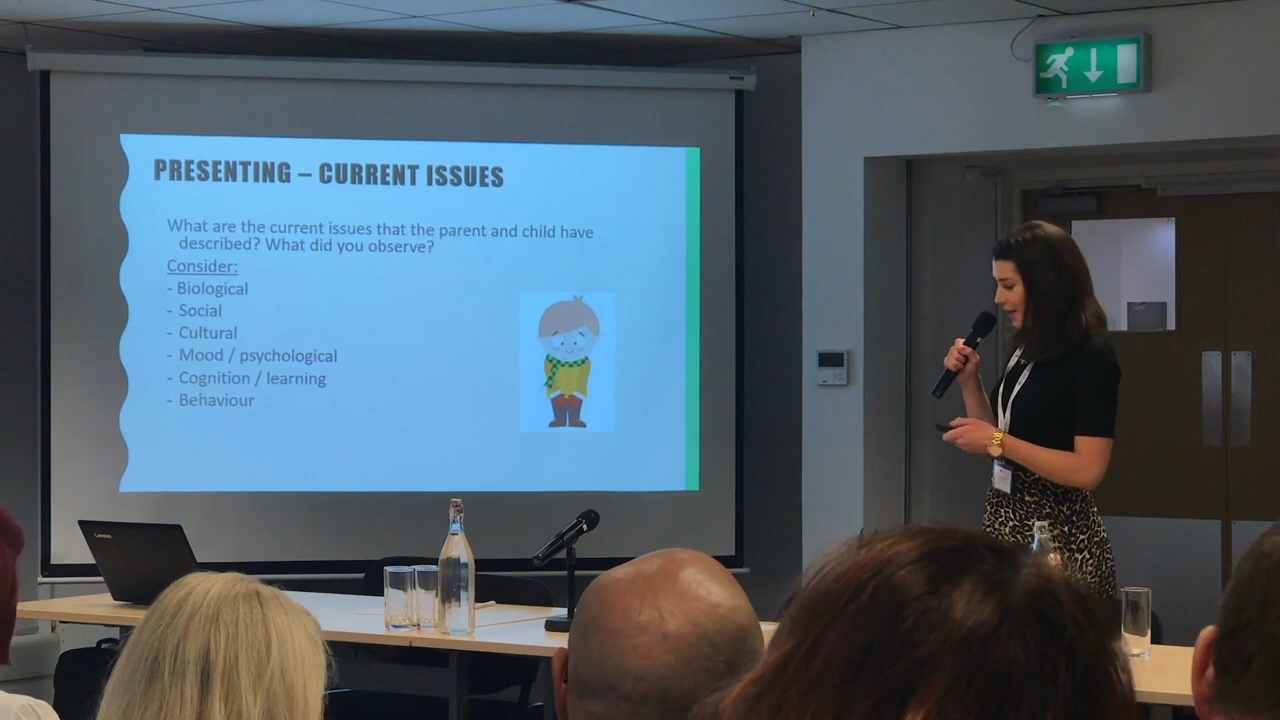 PRESENTING – CURRENT ISSUES
What are the current issues that the parent and child have
described? What did you observe?
Consider:
- Biological
- Social
- Cultural
- Mood / psychological
- Cognition / learning
- Behaviour
Lenovo